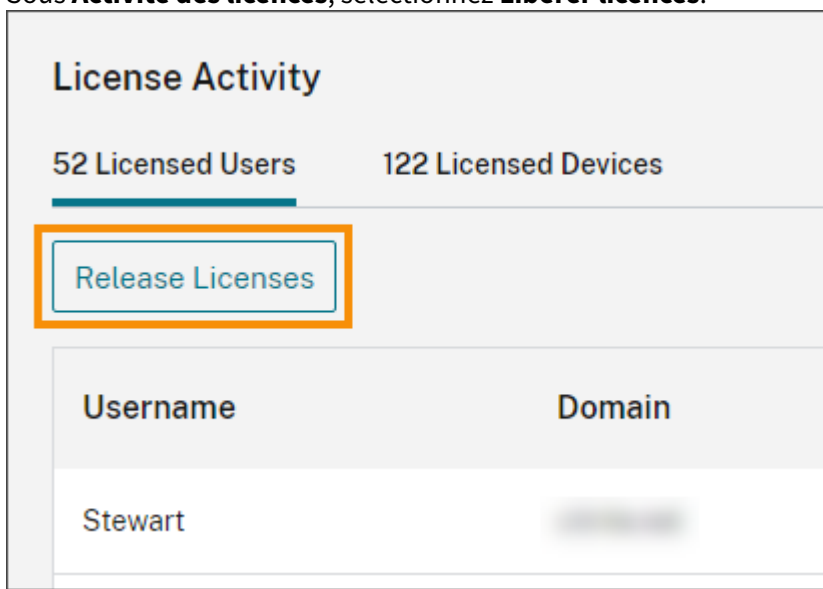 Sous Activité des licences, sélectionnez Libérer licences.
License Activity
52 Licensed Users 122 Licensed Devices
Release Licenses
Username Domain
Stewart